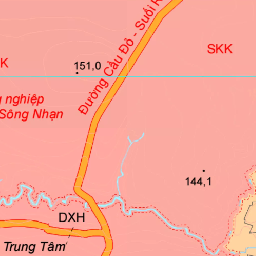 SKK
K
151,0
Đường Cầu Đỏ - Suối
nghiệp
Sông Nhạn
144,1
DXH
Trung Tâm